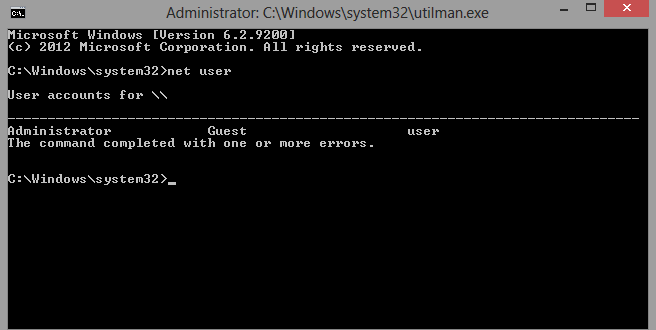 Administrator: C:\Windows\system32\utilman.exe
Microsoft Windows [Version 6.2.9200]
(c) 2012 Microsoft Corporation. All rights reserved.
C:\Windows\system32>net user
User accounts for \\
-------------------------------------------------------------------------------
Administrator            Guest                    user
The command completed with one or more errors.
C:\Windows\system32>_